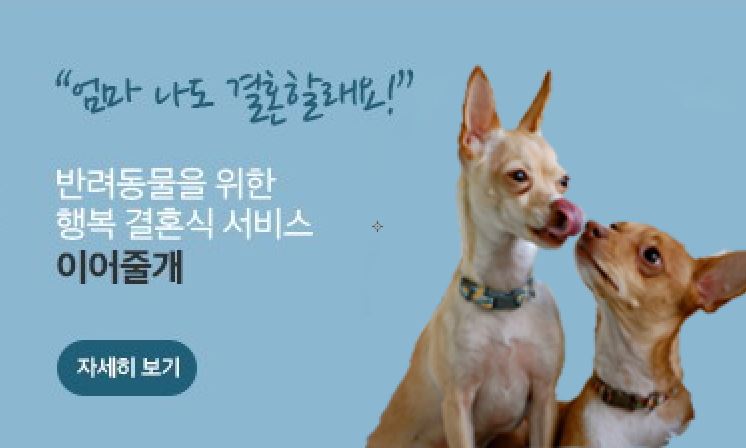 “엄마 나도 결혼할래요!”
반려동물을 위한
행복 결혼식 서비스
이어줄개
자세히 보기